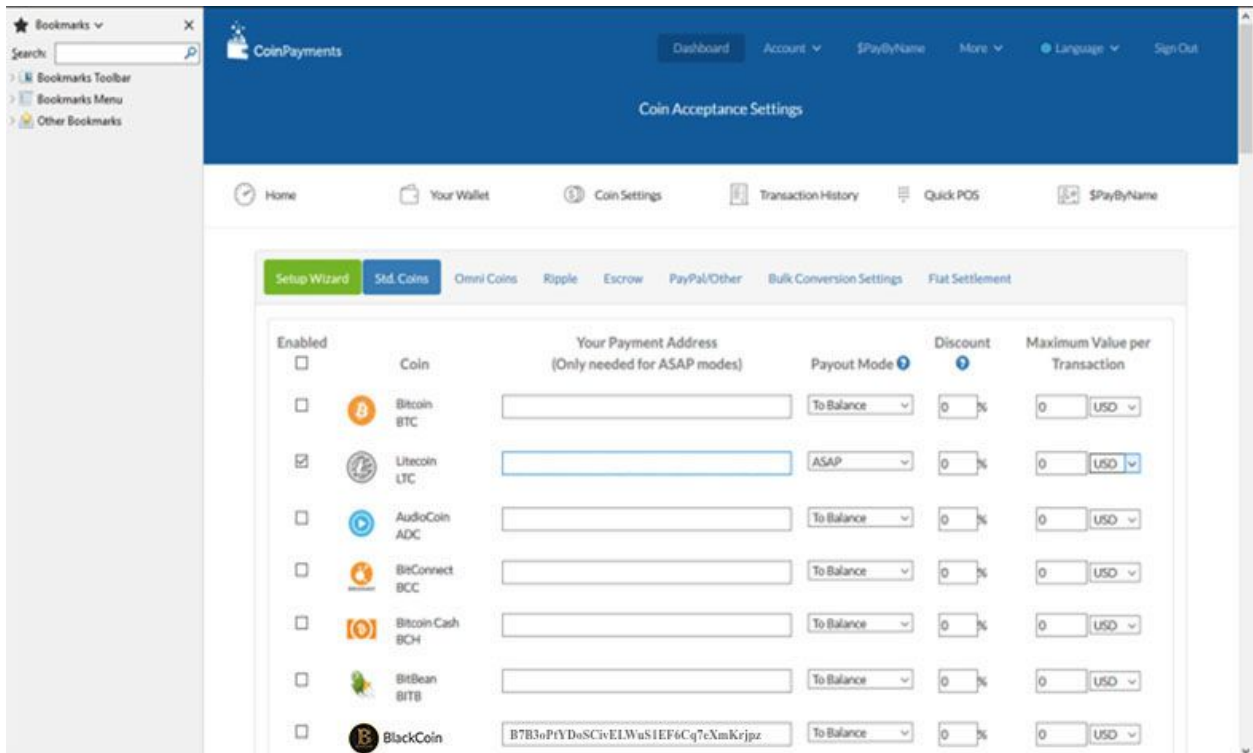 Bookmarks
Search:
Bookmarks Toolbar
Bookmarks Menu
Other Bookmarks
CoinPayments
Dashboard Account $PayByName More Language Sign Out
Coin Acceptance Settings
Home Your Wallet Coin Settings Transaction History Quick POS $PayByName
Setup Wizard Std. Coins Omni Coins Ripple Escrow PayPal/Other Bulk Conversion Settings Fiat Settlement
Enabled Your Payment Address Discount Maximum Value per
Coin (Only needed for ASAP modes) Payout Mode Transaction
Bitcoin To Balance 0 % 0 USD
BTC
Litecoin ASAP 0 % 0 USD
LTC
AudioCoin To Balance 0 % 0 USD
ADC
BitConnect To Balance 0 % 0 USD
BCC
Bitcoin Cash To Balance 0 % 0 USD
BCH
BitBean To Balance 0 % 0 USD
BITB
BlackCoin B7B3oPtYDoSCivELWuS1EF6Cq7cXmKrjpz To Balance 0 % 0 USD